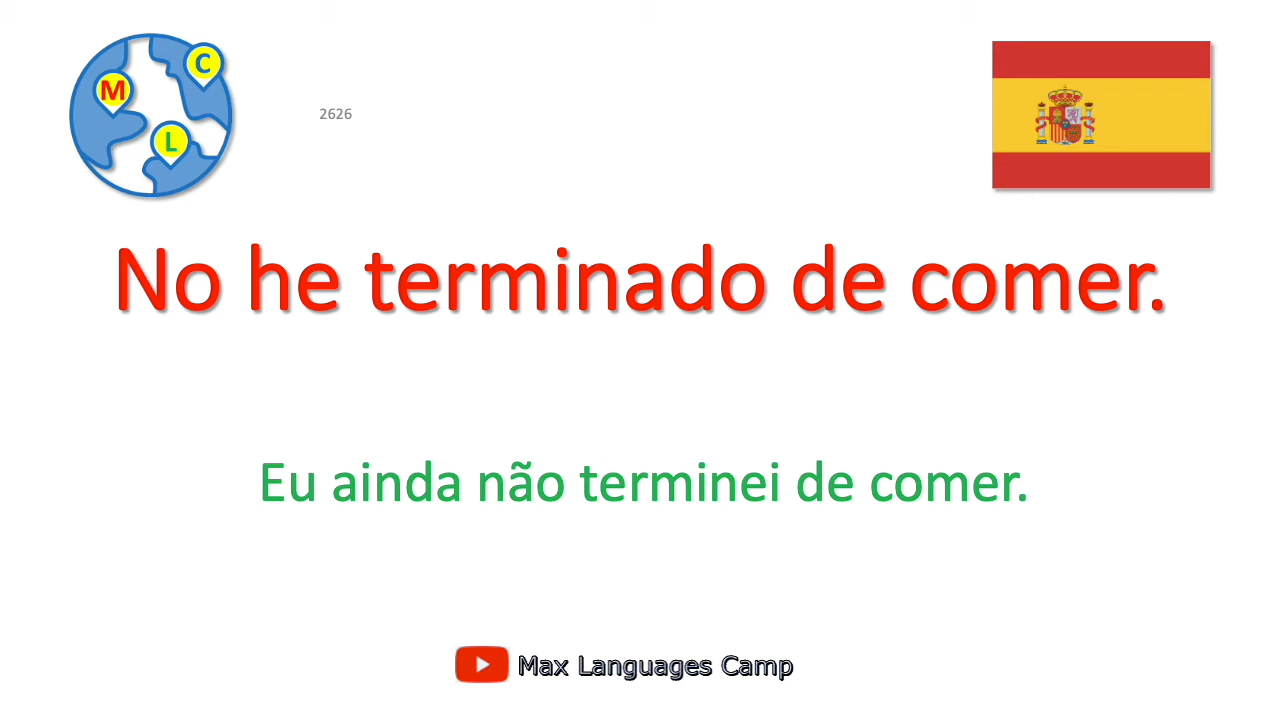 M
C
L
2626
No he terminado de comer.
Eu ainda não terminei de comer.
Max Languages Camp